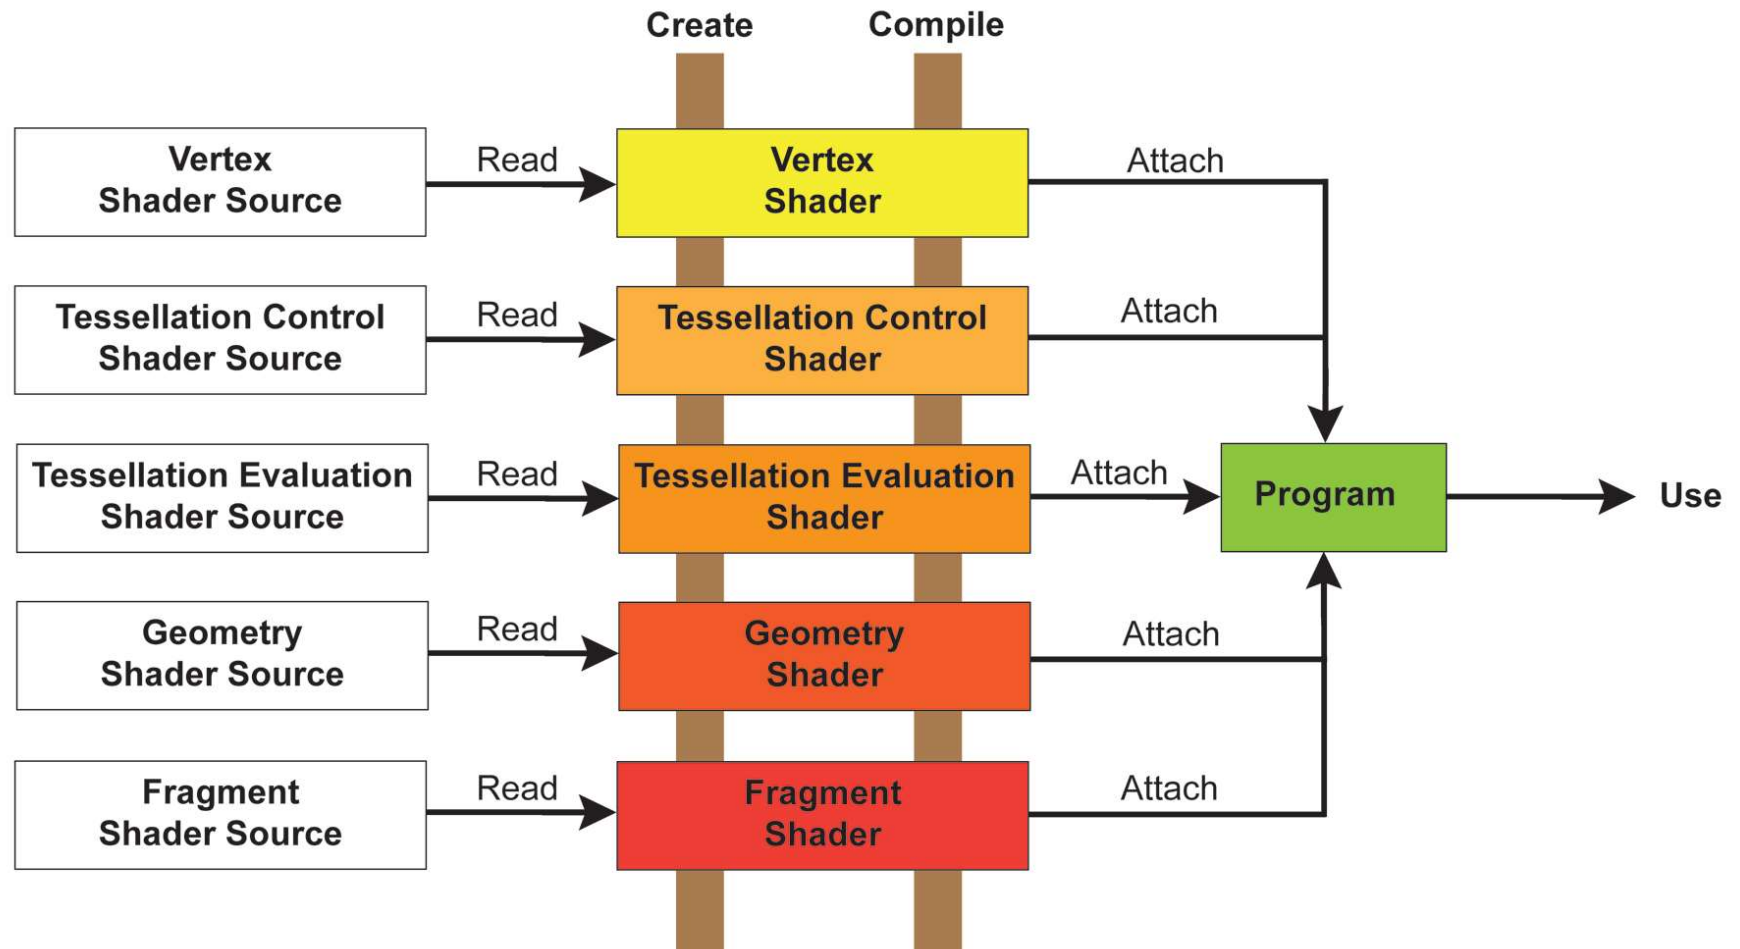 Create
Compile
Vertex
Shader Source
Read
Vertex
Shader
Attach
Tessellation Control
Shader Source
Read
Tessellation Control
Shader
Attach
Tessellation Evaluation
Shader Source
Read
Tessellation Evaluation
Shader
Attach
Program
Use
Geometry
Shader Source
Read
Geometry
Shader
Attach
Fragment
Shader Source
Read
Fragment
Shader
Attach